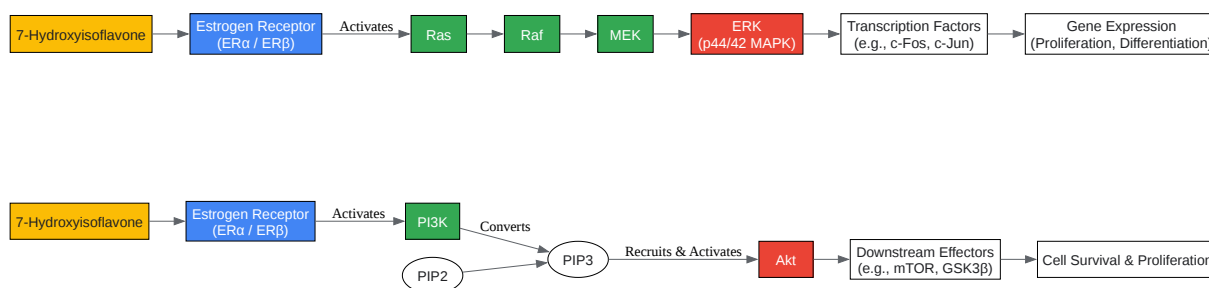 7-Hydroxyisoflavone
Estrogen Receptor
(ERα / ERβ)
Activates
Ras
Raf
MEK
ERK
(p44/42 MAPK)
Transcription Factors
(e.g., c-Fos, c-Jun)
Gene Expression
(Proliferation, Differentiation)
7-Hydroxyisoflavone
Estrogen Receptor
(ERα / ERβ)
Activates
PI3K
Converts
PIP2
PIP3
Recruits & Activates
Akt
Downstream Effectors
(e.g., mTOR, GSK3β)
Cell Survival & Proliferation